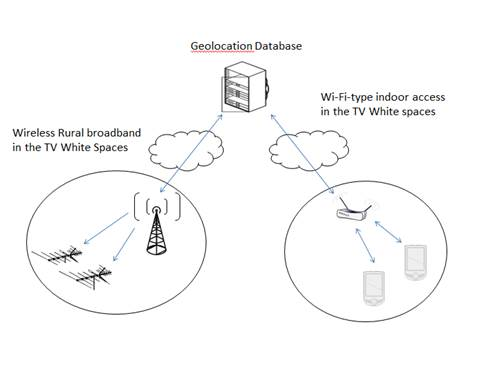 Geolocation Database
Wi-Fi-type indoor access
in the TV White spaces
Wireless Rural broadband
in the TV White Spaces